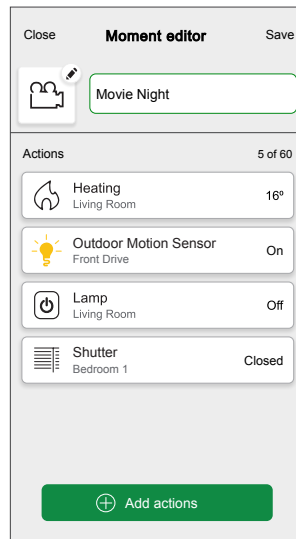 Close Moment editor Save
Movie Night
Actions 5 of 60
Heating 16º
Living Room
Outdoor Motion Sensor On
Front Drive
Lamp Off
Living Room
Shutter Closed
Bedroom 1
Add actions